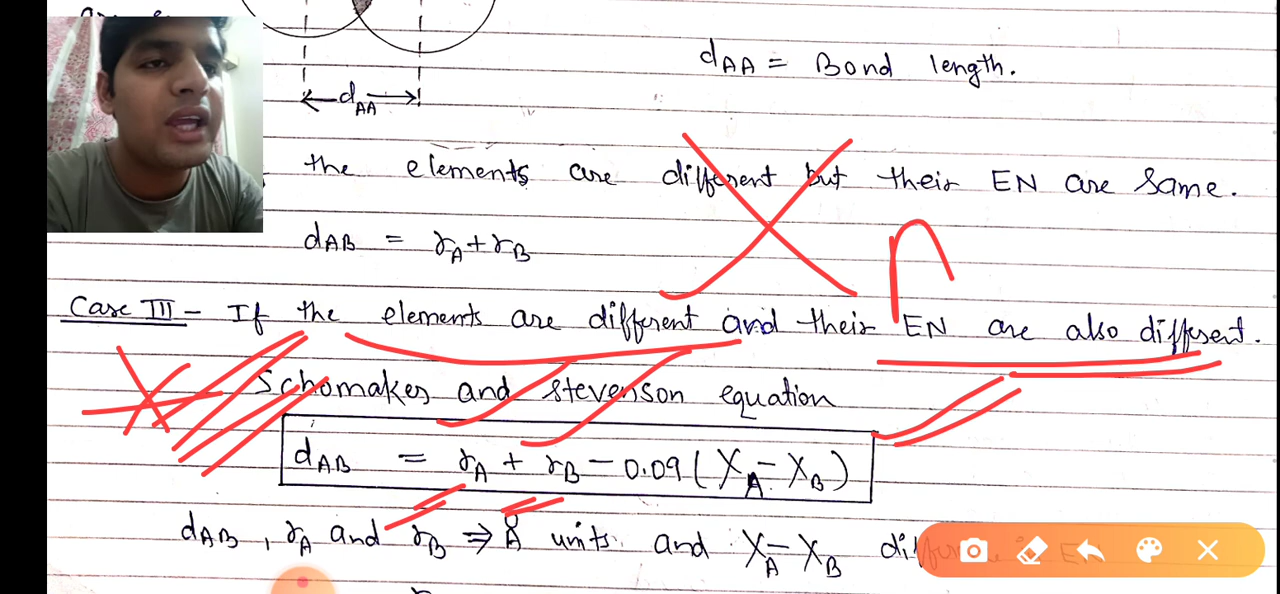 dAA = Bond length.
dAA
the elements are different but their EN are same.
dAB = rA+rB
Case III - If the elements are different and their EN are also different.
Schomaker and stevenson equation
dAB = rA + rB - 0.09 (XA - XB)
dAB, rA and rB ⇒ Å units. and XA - XB